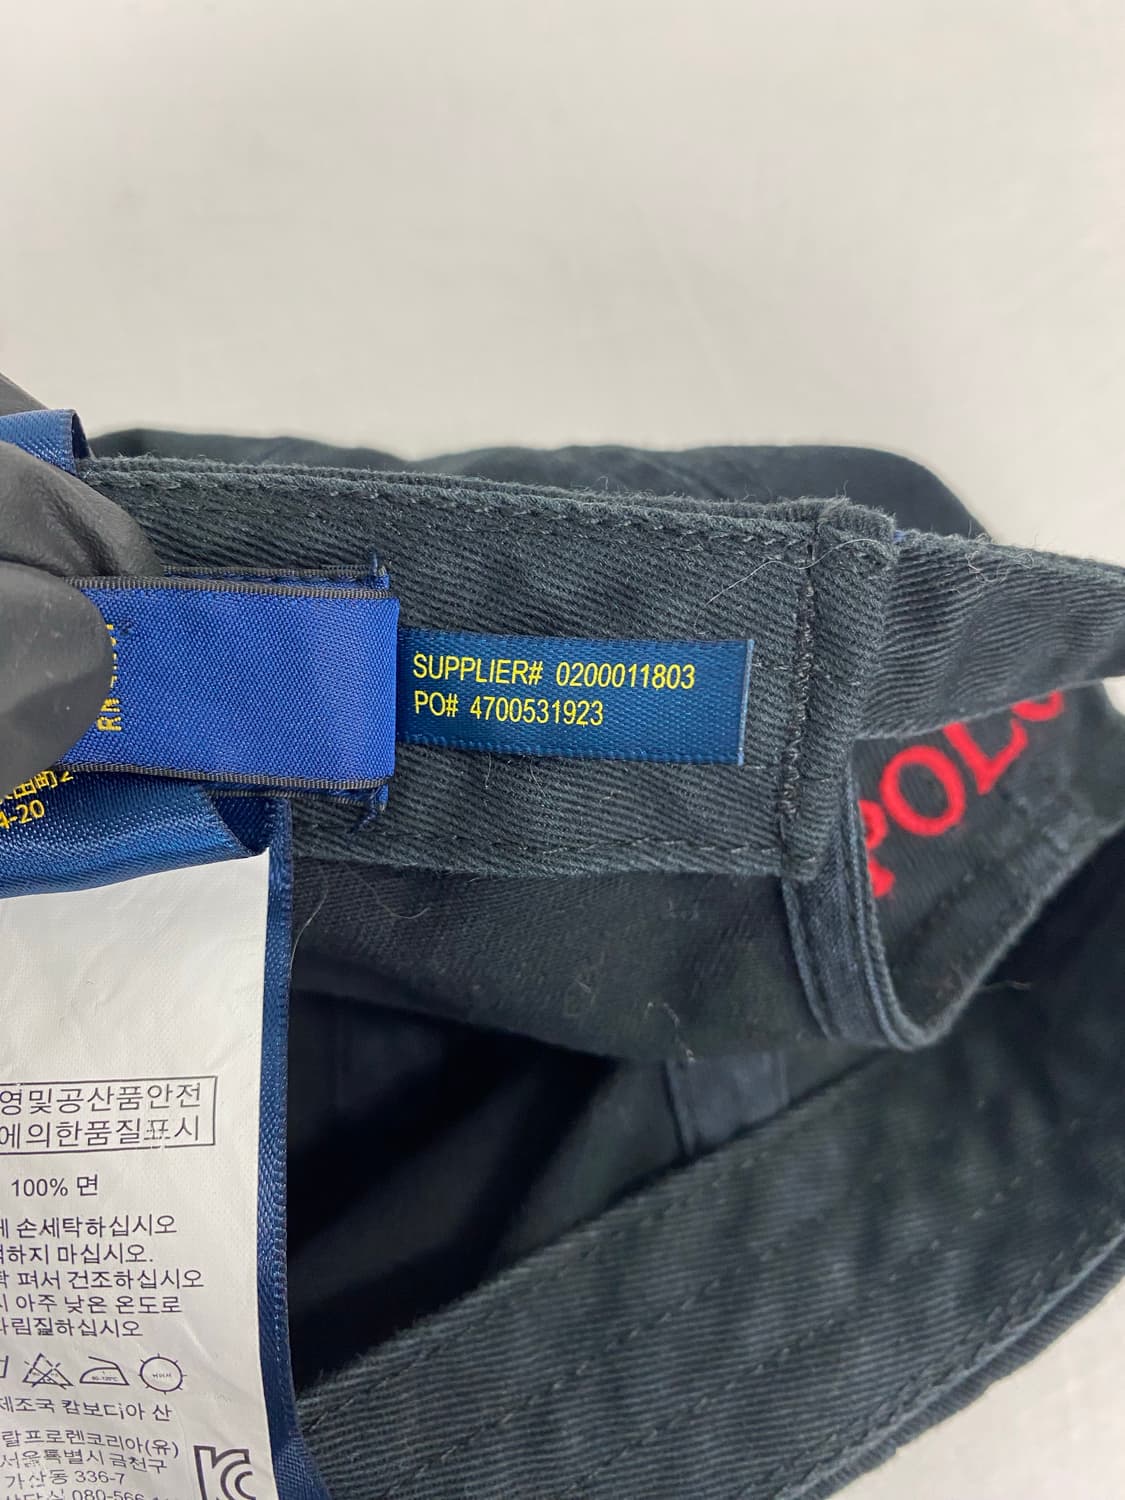 SUPPLIER# 0200011803
PO# 4700531923
POLO
4-20
영및공산품안전
에의한품질표시
100% 면
손세탁하십시오
하지 마십시오.
펴서 건조하십시오
아주 낮은 온도로
다림질하십시오
제조국 캄보디아 산
랄프로렌코리아(유)
서울특별시 금천구
가산동 336-7
080-566